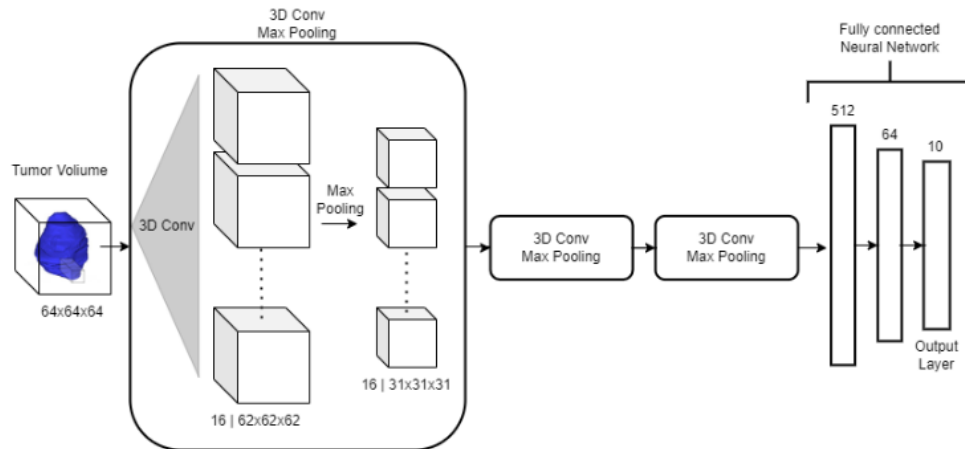 3D Conv
Max Pooling
Fully connected
Neural Network
512
64
10
Tumor Voliume
3D Conv
Max
Pooling
3D Conv
Max Pooling
3D Conv
Max Pooling
64x64x64
16 | 62x62x62
16 | 31x31x31
Output
Layer